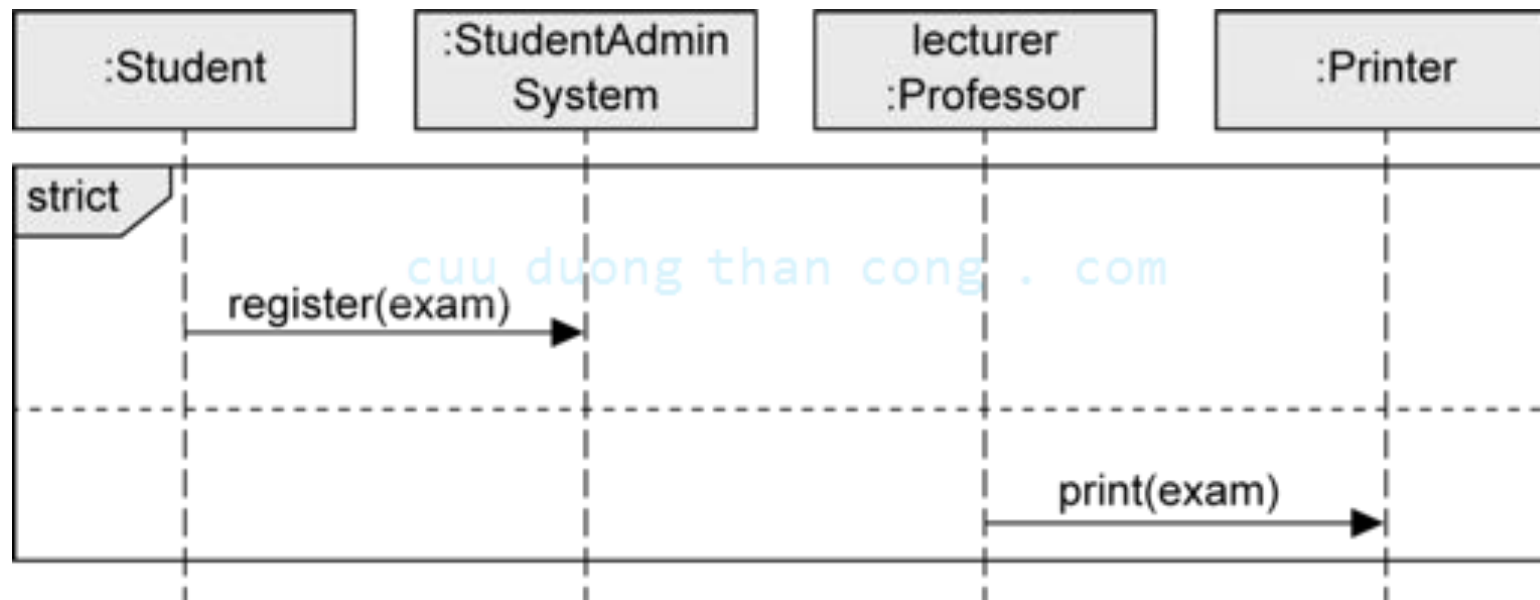 :Student
:StudentAdmin
System
lecturer
:Professor
:Printer
strict
cuu duong than cong . com
register(exam)
print(exam)